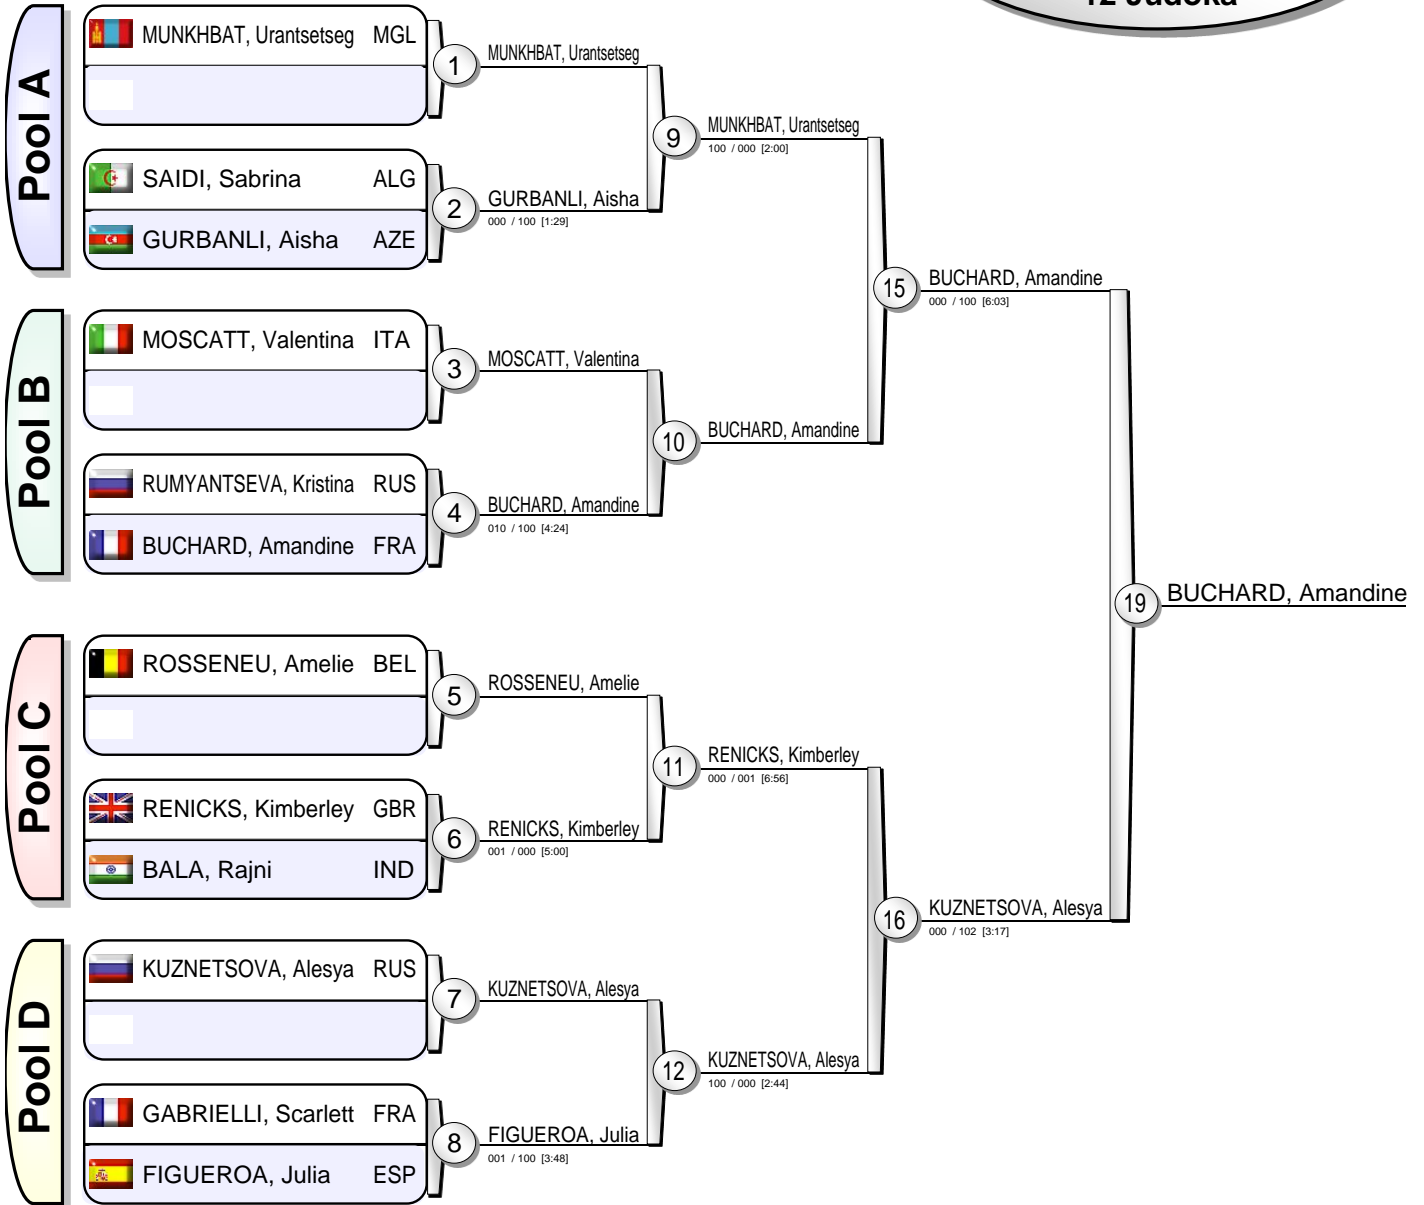 12 Judoka
Pool A
MUNKHBAT, Urantsetseg MGL
1
MUNKHBAT, Urantsetseg
SAIDI, Sabrina ALG
GURBANLI, Aisha AZE
2
GURBANLI, Aisha
000 / 100 [1:29]
9
MUNKHBAT, Urantsetseg
100 / 000 [2:00]
Pool B
MOSCATT, Valentina ITA
3
MOSCATT, Valentina
RUMYANTSEVA, Kristina RUS
BUCHARD, Amandine FRA
4
BUCHARD, Amandine
010 / 100 [4:24]
10
BUCHARD, Amandine
15
BUCHARD, Amandine
000 / 100 [6:03]
Pool C
ROSSENEU, Amelie BEL
5
ROSSENEU, Amelie
RENICKS, Kimberley GBR
BALA, Rajni IND
6
RENICKS, Kimberley
001 / 000 [5:00]
11
RENICKS, Kimberley
000 / 001 [6:56]
Pool D
KUZNETSOVA, Alesya RUS
7
KUZNETSOVA, Alesya
GABRIELLI, Scarlett FRA
FIGUEROA, Julia ESP
8
FIGUEROA, Julia
001 / 100 [3:48]
12
KUZNETSOVA, Alesya
100 / 000 [2:44]
16
KUZNETSOVA, Alesya
000 / 102 [3:17]
19
BUCHARD, Amandine